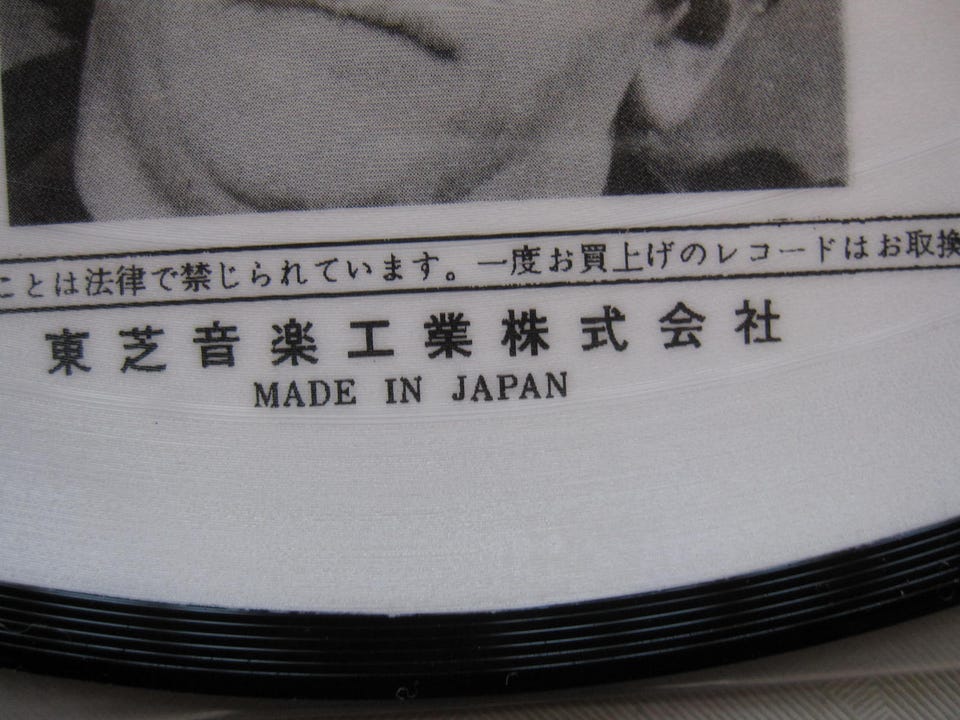 ことは法律で禁じられています。一度お買上げのレコードはお取換
東芝音楽工業株式会社
MADE IN JAPAN